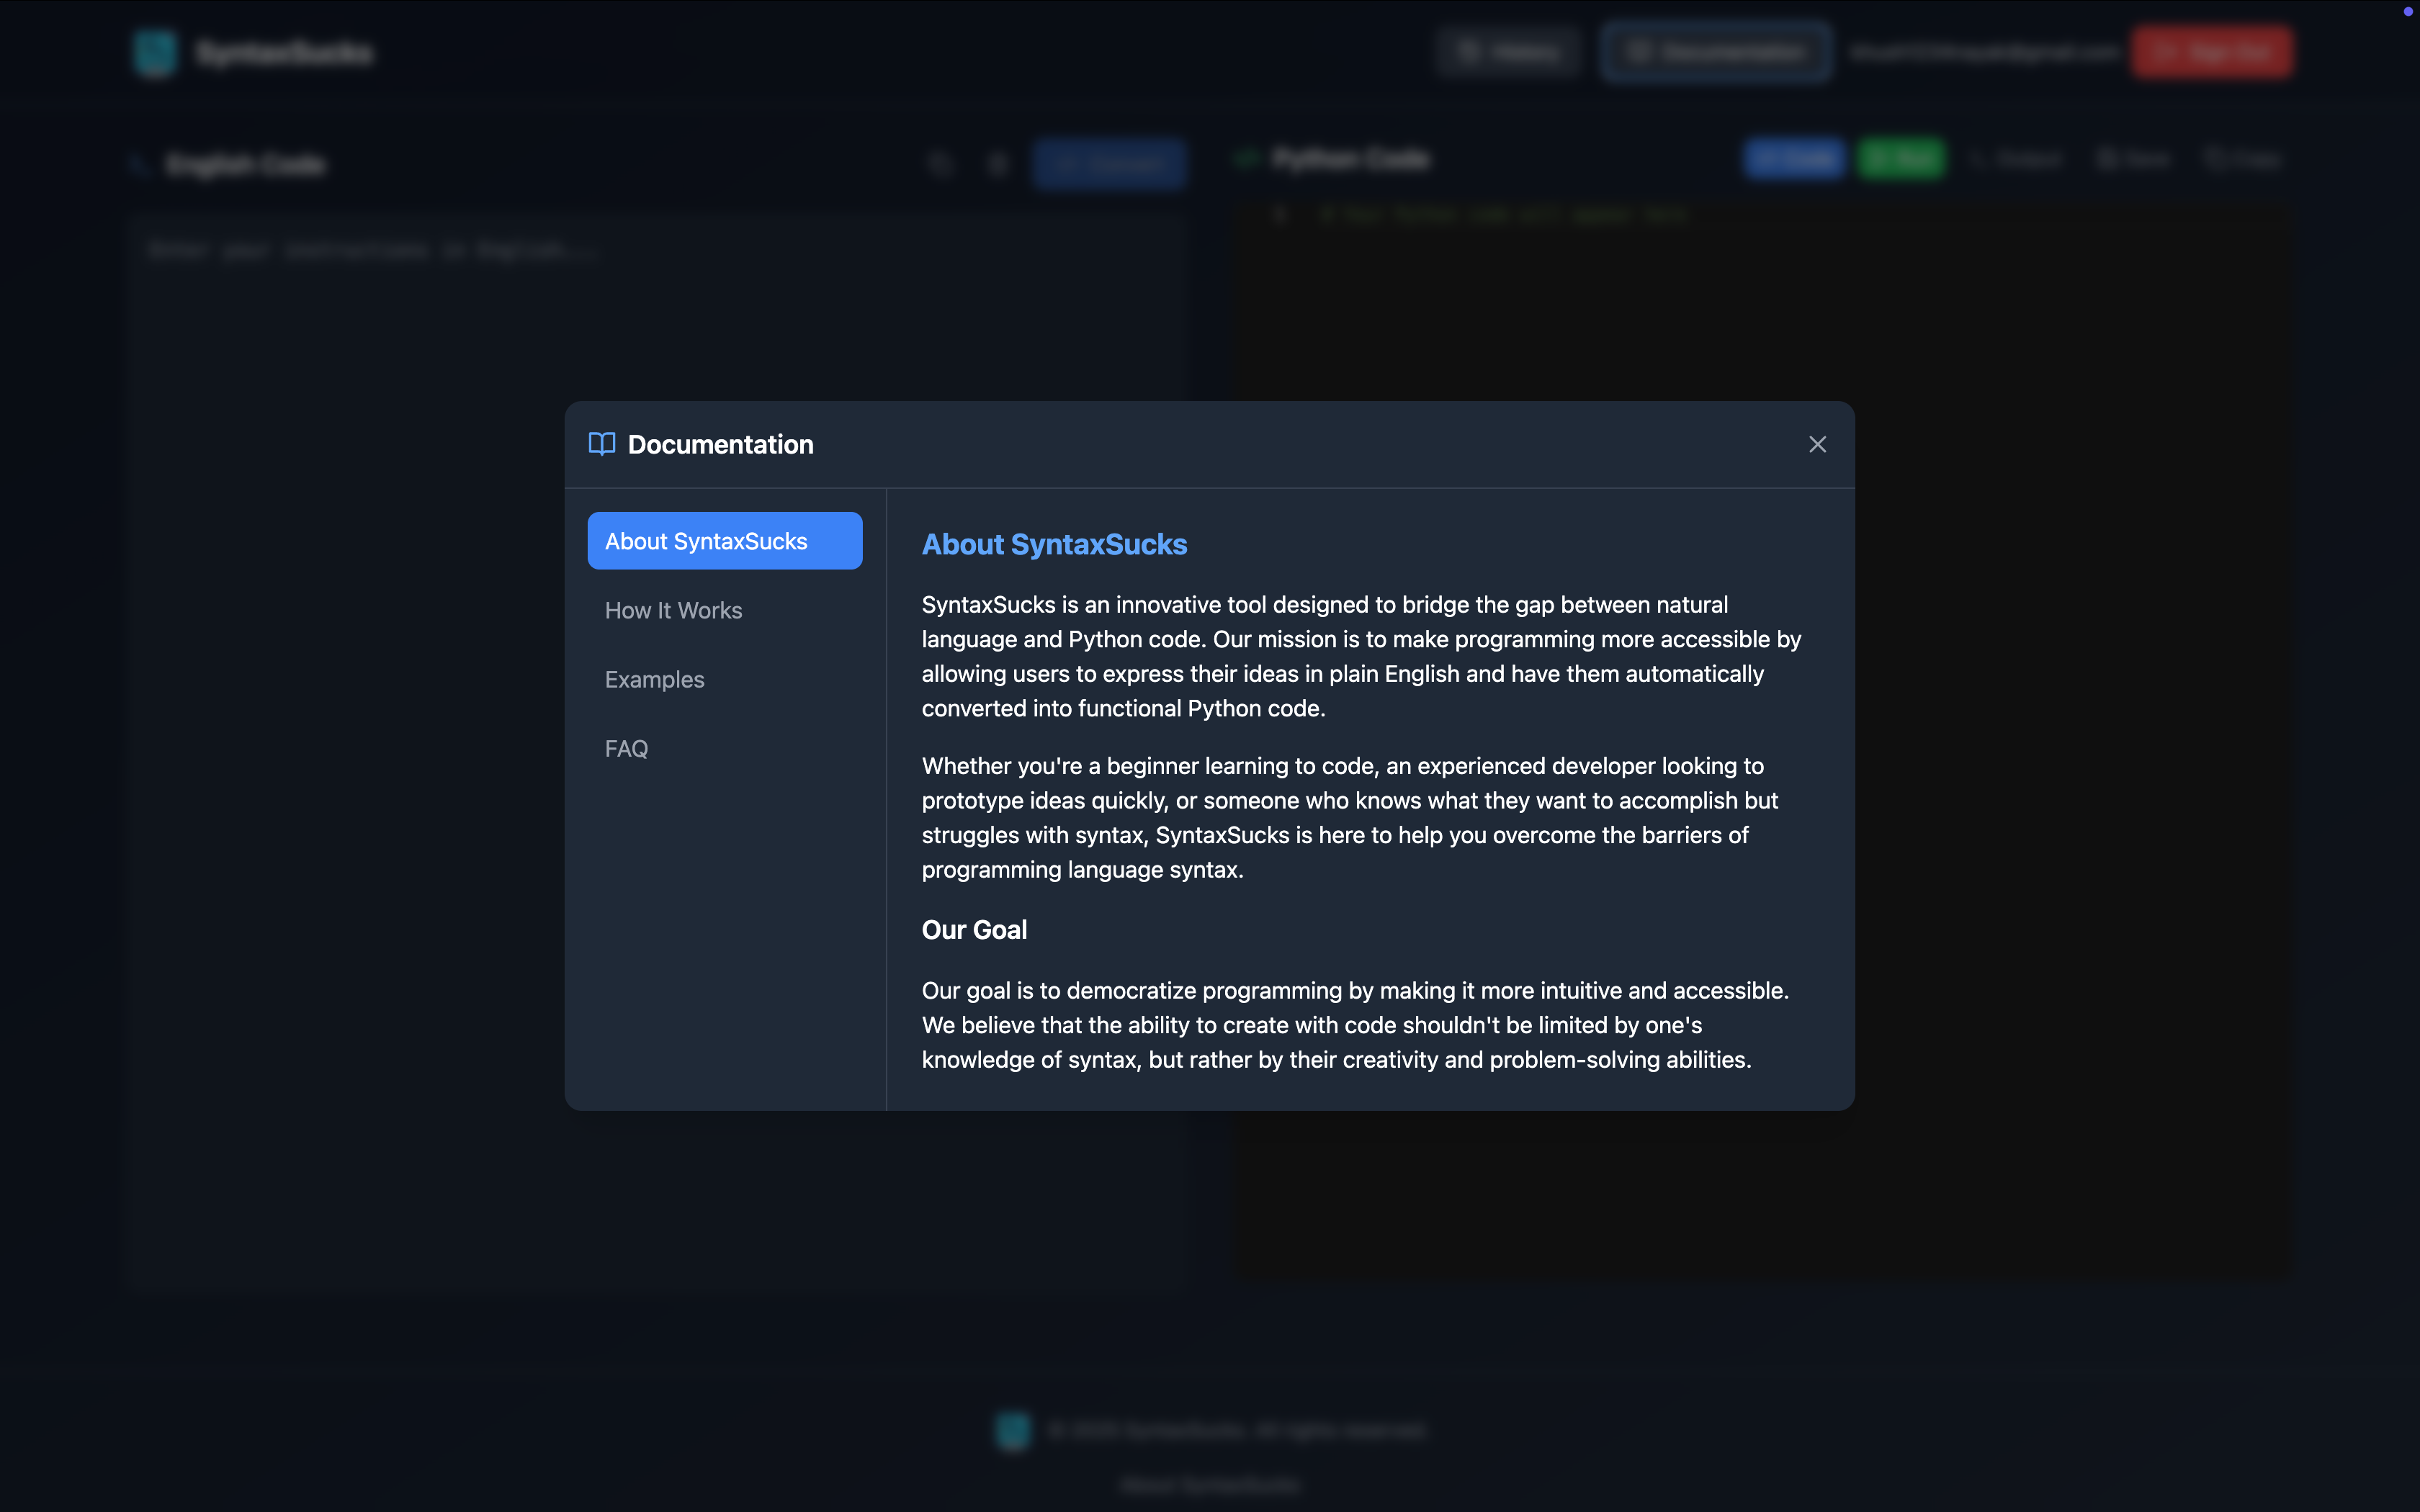 SyntaxSucks
History
Documentation
Sign Out
English Code
Convert
Python Code
Code
Run
Output
Save
Copy
Enter your instructions in English...
# Your Python code will appear here
Documentation
About SyntaxSucks
How It Works
Examples
FAQ
About SyntaxSucks
SyntaxSucks is an innovative tool designed to bridge the gap between natural
language and Python code. Our mission is to make programming more accessible by
allowing users to express their ideas in plain English and have them automatically
converted into functional Python code.
Whether you're a beginner learning to code, an experienced developer looking to
prototype ideas quickly, or someone who knows what they want to accomplish but
struggles with syntax, SyntaxSucks is here to help you overcome the barriers of
programming language syntax.
Our Goal
Our goal is to democratize programming by making it more intuitive and accessible.
We believe that the ability to create with code shouldn't be limited by one's
knowledge of syntax, but rather by their creativity and problem-solving abilities.
SyntaxSucks. All rights reserved.
About SyntaxSucks